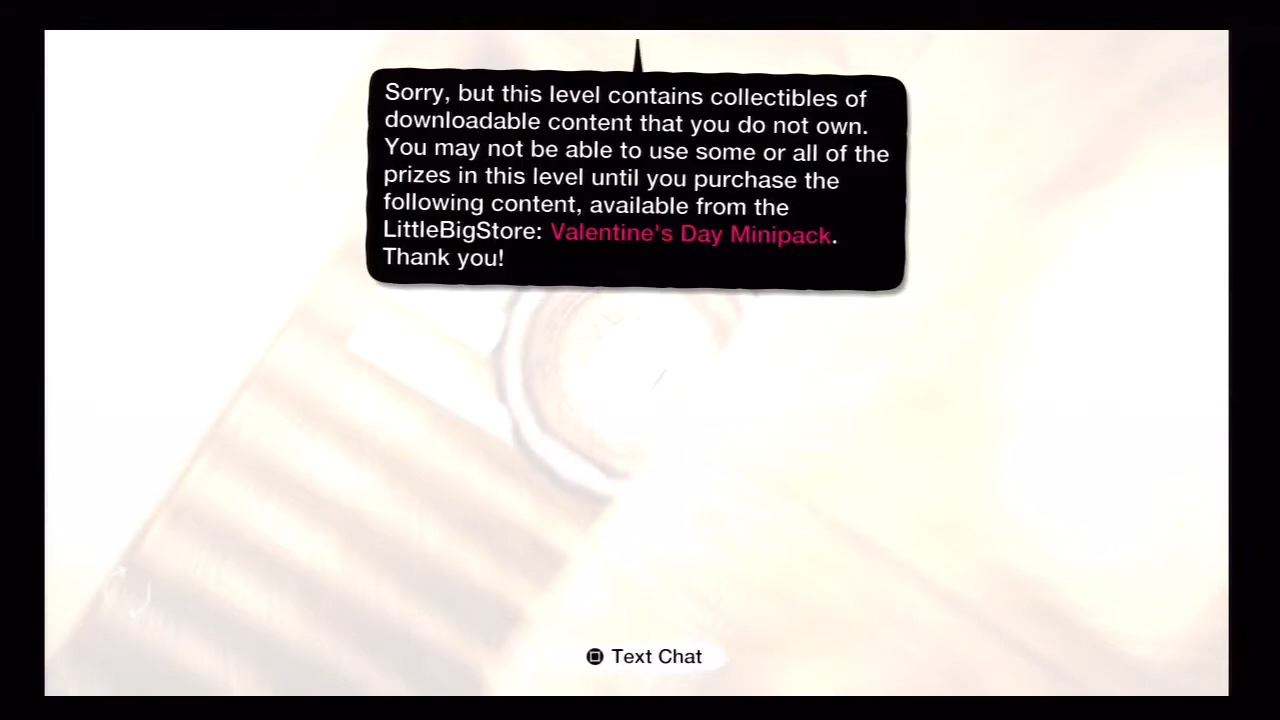 Sorry, but this level contains collectibles of
downloadable content that you do not own.
You may not be able to use some or all of the
prizes in this level until you purchase the
following content, available from the
LittleBigStore: Valentine's Day Minipack.
Thank you!
Text Chat